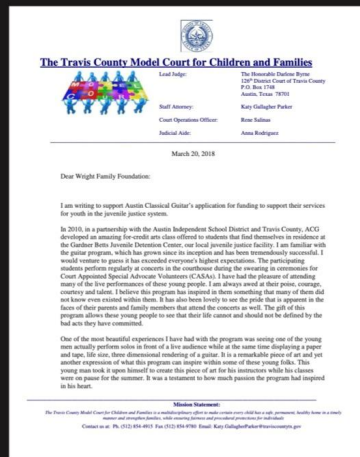 The Travis County Model Court for Children and Families
Lead Judge: The Honorable Darlene Byrne
126th District Court of Travis County
P.O. Box 1748
Austin, Texas 78701
Staff Attorney: Katy Gallagher Parker
Court Operations Officer: Rene Salinas
Judicial Aide: Anna Rodriguez
March 20, 2018
Dear Wright Family Foundation:
I am writing to support Austin Classical Guitar's application for funding to support their services
for youth in the juvenile justice system.
In 2010, in a partnership with the Austin Independent School District and Travis County, ACG
developed an amazing for-credit arts class offered to students that find themselves in residence at
the Gardner Betts Juvenile Detention Center, our local juvenile justice facility. I am familiar with
the guitar program, which has grown since its inception and has been tremendously successful. I
would venture to guess it has exceeded everyone's highest expectations. The participating
students perform regularly at concerts in the courthouse during the swearing in ceremonies for
Court Appointed Special Advocate Volunteers (CASAs). I have had the pleasure of attending
many of the live performances of these young people. I am always awed at their poise, courage,
courtesy and talent. I believe this program has inspired in them something that many of them did
not know even existed within them. It has also been lovely to see the pride that is apparent in the
faces of their parents and family members that attend the concerts as well. The gift of this
program allows these young people to see that their life cannot and should not be defined by the
bad acts they have committed.
One of the most beautiful experiences I have had with the program was seeing one of the young
men actually perform solos in front of a live audience while at the same time displaying a paper
and tape, life size, three dimensional rendering of a guitar. It is a remarkable piece of art and yet
another expression of what this program can inspire within some of these young folks. This
young man took it upon himself to create this piece of art for his instructors while his classes
were on pause for the summer. It was a testament to how much passion the program had inspired
in his heart.
Mission Statement:
The Travis County Model Court for Children and Families is a multidisciplinary effort to make certain every child has a safe, permanent, healthy home in a timely
manner and strengthen families, while ensuring fairness and procedural protections for individuals
Contact us at: Ph. (512) 854-4915 Fax (512) 854-9780 Email: Katy.GallagherParker@traviscountytx.gov